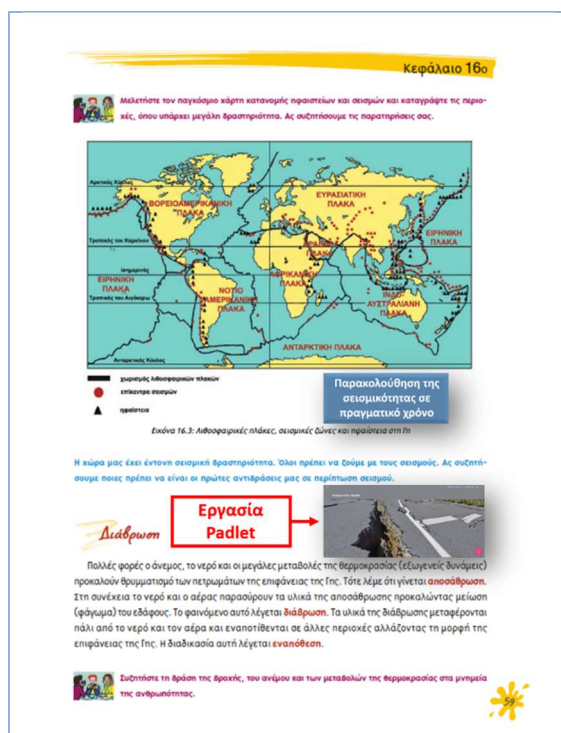 Κεφάλαιο 16ο
Μελετήστε τον παγκόσμιο χάρτη κατανομής ηφαιστείων και σεισμών και καταγράψτε τις περιο-
χές, όπου υπάρχει μεγάλη δραστηριότητα. Ας συζητήσουμε τις παρατηρήσεις σας.
Αρκτικός Κύκλος
ΒΟΡΕΙΟΑΜΕΡΙΚΑΝΙΚΗ
ΠΛΑΚΑ
ΕΥΡΑΣΙΑΤΙΚΗ
ΠΛΑΚΑ
Τροπικός του Καρκίνου
ΑΡΑΒΙΚΗ
ΠΛΑΚΑ
ΕΙΡΗΝΙΚΗ
ΠΛΑΚΑ
Ισημερινός
ΕΙΡΗΝΙΚΗ
ΠΛΑΚΑ
ΑΦΡΙΚΑΝΙΚΗ
ΠΛΑΚΑ
Τροπικός του Αιγόκερω
ΝΟΤΙΟ
ΑΜΕΡΙΚΑΝΙΚΗ
ΠΛΑΚΑ
ΙΝΔΟ-
ΑΥΣΤΡΑΛΙΑΝΗ
ΠΛΑΚΑ
ΑΝΤΑΡΚΤΙΚΗ ΠΛΑΚΑ
Ανταρκτικός Κύκλος
χωρισμός λιθοσφαιρικών πλακών
επίκεντρα σεισμών
ηφαίστεια
Παρακολούθηση της
σεισμικότητας σε
πραγματικό χρόνο
Εικόνα 16.3: Λιθοσφαιρικές πλάκες, σεισμικές ζώνες και ηφαίστεια στη Γη
Η χώρα μας έχει έντονη σεισμική δραστηριότητα. Όλοι πρέπει να ζούμε με τους σεισμούς. Ας συζητή-
σουμε ποιες πρέπει να είναι οι πρώτες αντιδράσεις μας σε περίπτωση σεισμού.
Εργασία
Padlet
Διάβρωση
Πολλές φορές ο άνεμος, το νερό και οι μεγάλες μεταβολές της θερμοκρασίας (εξωγενείς δυνάμεις)
προκαλούν θρυμματισμό των πετρωμάτων της επιφάνειας της Γης. Τότε λέμε ότι γίνεται αποσάθρωση.
Στη συνέχεια το νερό και ο αέρας παρασύρουν τα υλικά της αποσάθρωσης προκαλώντας μείωση
(φάγωμα) του εδάφους. Το φαινόμενο αυτό λέγεται διάβρωση. Τα υλικά της διάβρωσης μεταφέρονται
πάλι από το νερό και τον αέρα και εναποτίθενται σε άλλες περιοχές αλλάζοντας τη μορφή της
επιφάνειας της Γης. Η διαδικασία αυτή λέγεται εναπόθεση.
Συζητήστε τη δράση της βροχής, του ανέμου και των μεταβολών της θερμοκρασίας στα μνημεία
της ανθρωπότητας.
59